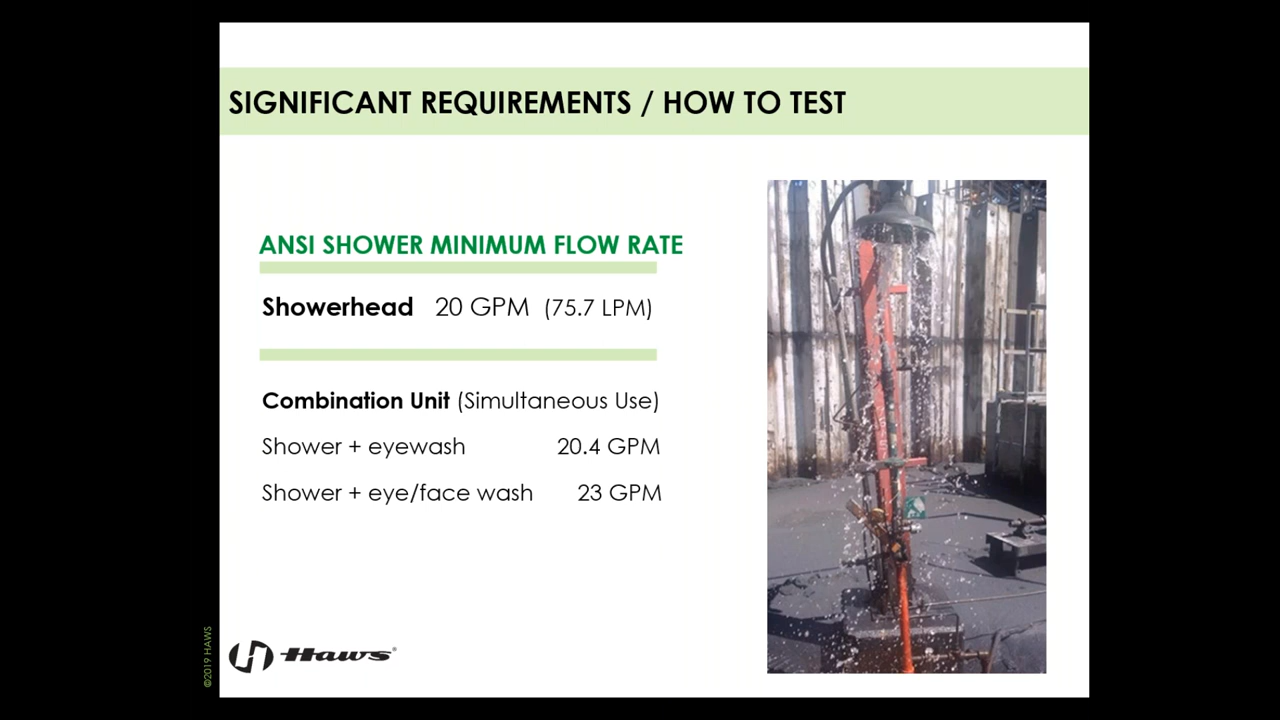 SIGNIFICANT REQUIREMENTS / HOW TO TEST
ANSI SHOWER MINIMUM FLOW RATE
Showerhead 20 GPM (75.7 LPM)
Combination Unit (Simultaneous Use)
Shower + eyewash 20.4 GPM
Shower + eye/face wash 23 GPM
©2019 HAWS
Haws®